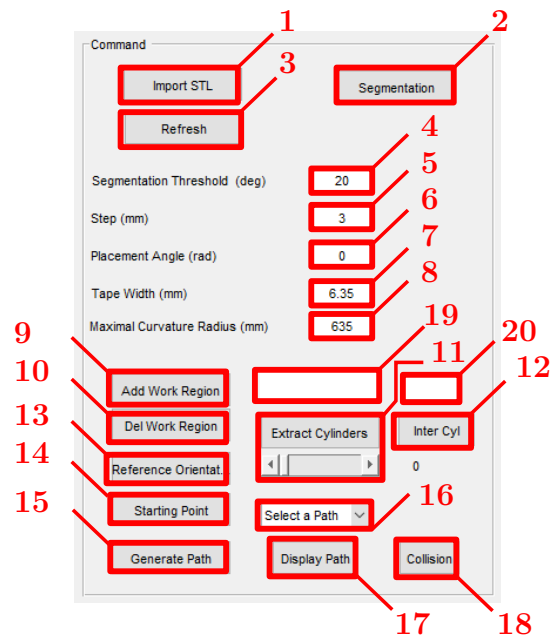 1
2
Command
3
Import STL
Segmentation
Refresh
4
Segmentation Threshold (deg) 20
5
Step (mm) 3
6
Placement Angle (rad) 0
7
Tape Width (mm) 6.35
8
Maximal Curvature Radius (mm) 635
9
19
20
11
10
12
Add Work Region
13
Del Work Region
Extract Cylinders
Inter Cyl
14
Reference Orientat..
0
15
Starting Point
Select a Path
16
Generate Path
Display Path
Collision
17
18